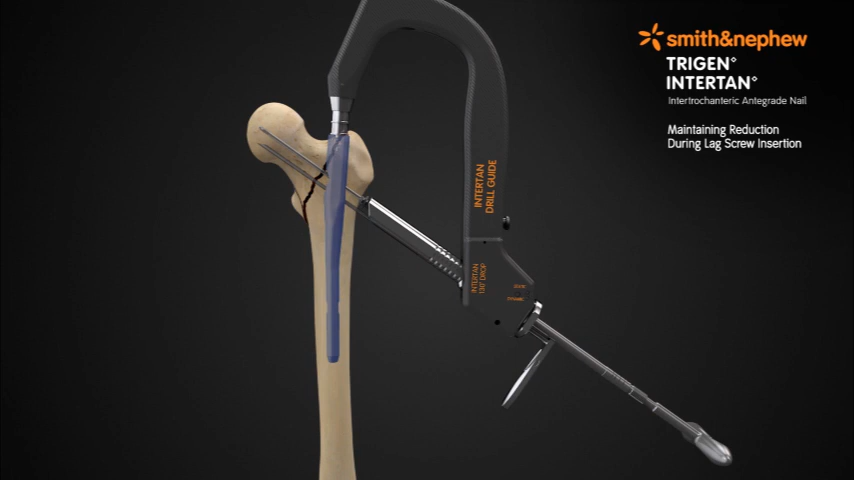 smith&nephew
TRIGEN°
INTERTAN°
Intertrochanteric Antegrade Nail
Maintaining Reduction
During Lag Screw Insertion
INTERTAN
DRILL GUIDE
INTERTAN
130° DROP